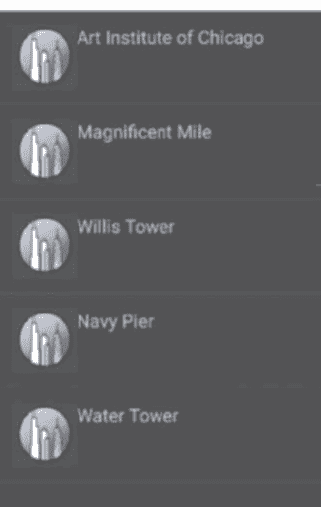 Art Institute of Chicago
Magnificent Mile
Willis Tower
Navy Pier
Water Tower